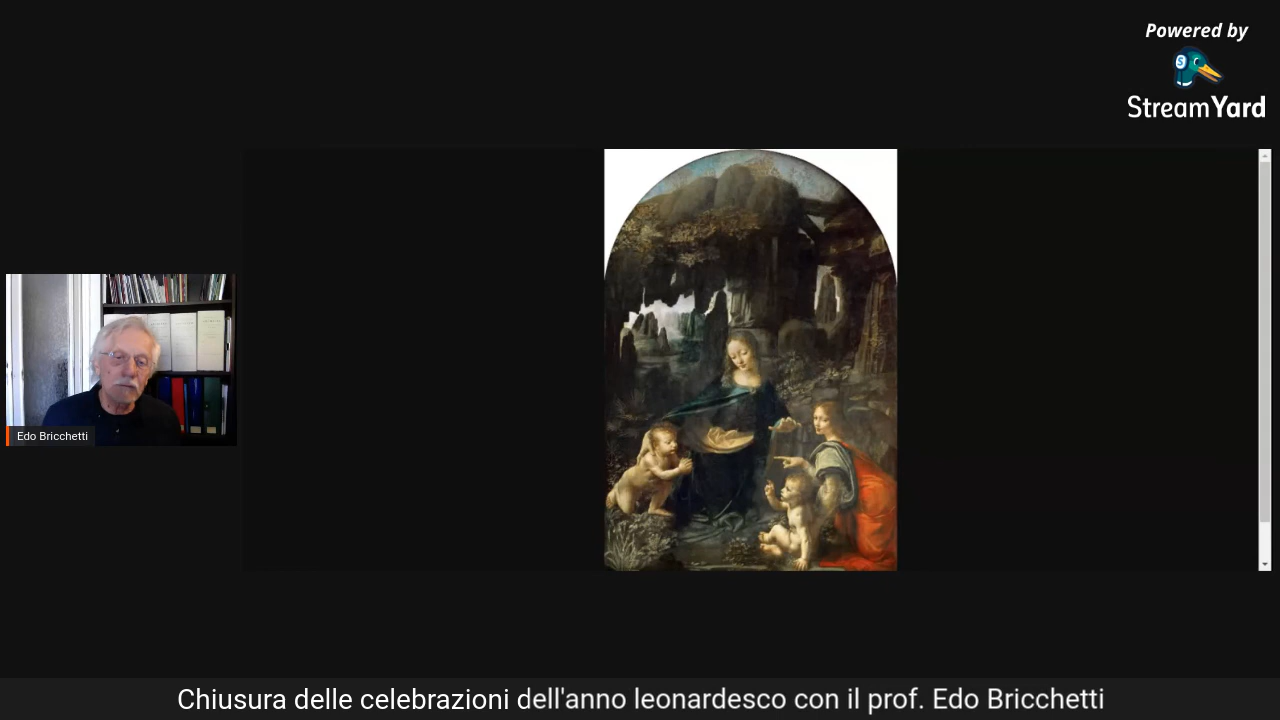 Powered by
StreamYard
Edo Bricchetti
Chiusura delle celebrazioni dell'anno leonardesco con il prof. Edo Bricchetti